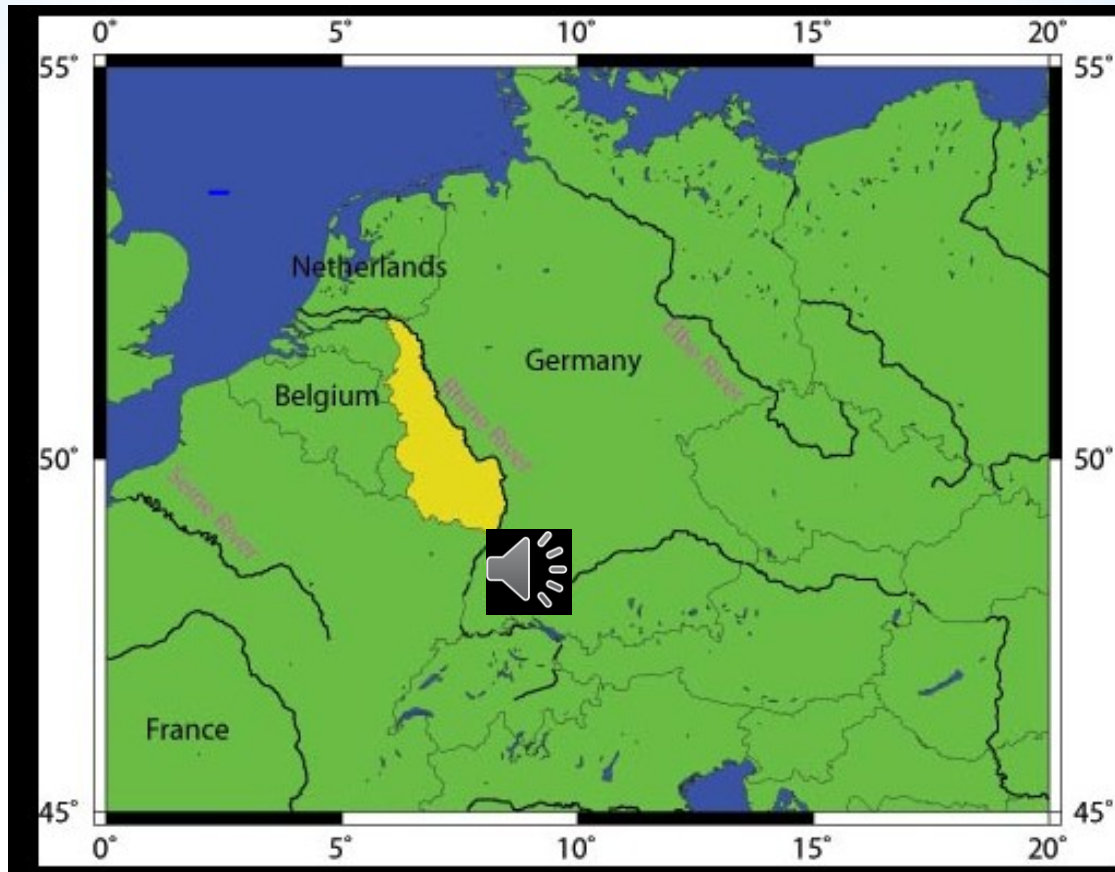 0° 5° 10° 15° 20°
55° 55°
Netherlands
Elbe River
Germany
Rhine River
Belgium
50° 50°
Seine River
France
45° 45°
0° 5° 10° 15° 20°